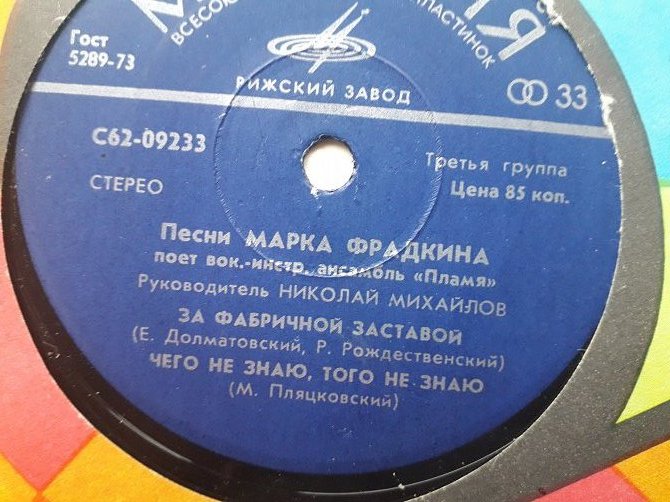 Гост
5289-73
РИЖСКИЙ ЗАВОД
33
С62-09233
Третья группа
СТЕРЕО
Цена 85 коп.
Песни МАРКА ФРАДКИНА
поет вок.-инстр. ансамбль «Пламя»
Руководитель НИКОЛАЙ МИХАЙЛОВ
ЗА ФАБРИЧНОЙ ЗАСТАВОЙ
(Е. Долматовский, Р. Рождественский)
ЧЕГО НЕ ЗНАЮ, ТОГО НЕ ЗНАЮ
(М. Пляцковский)